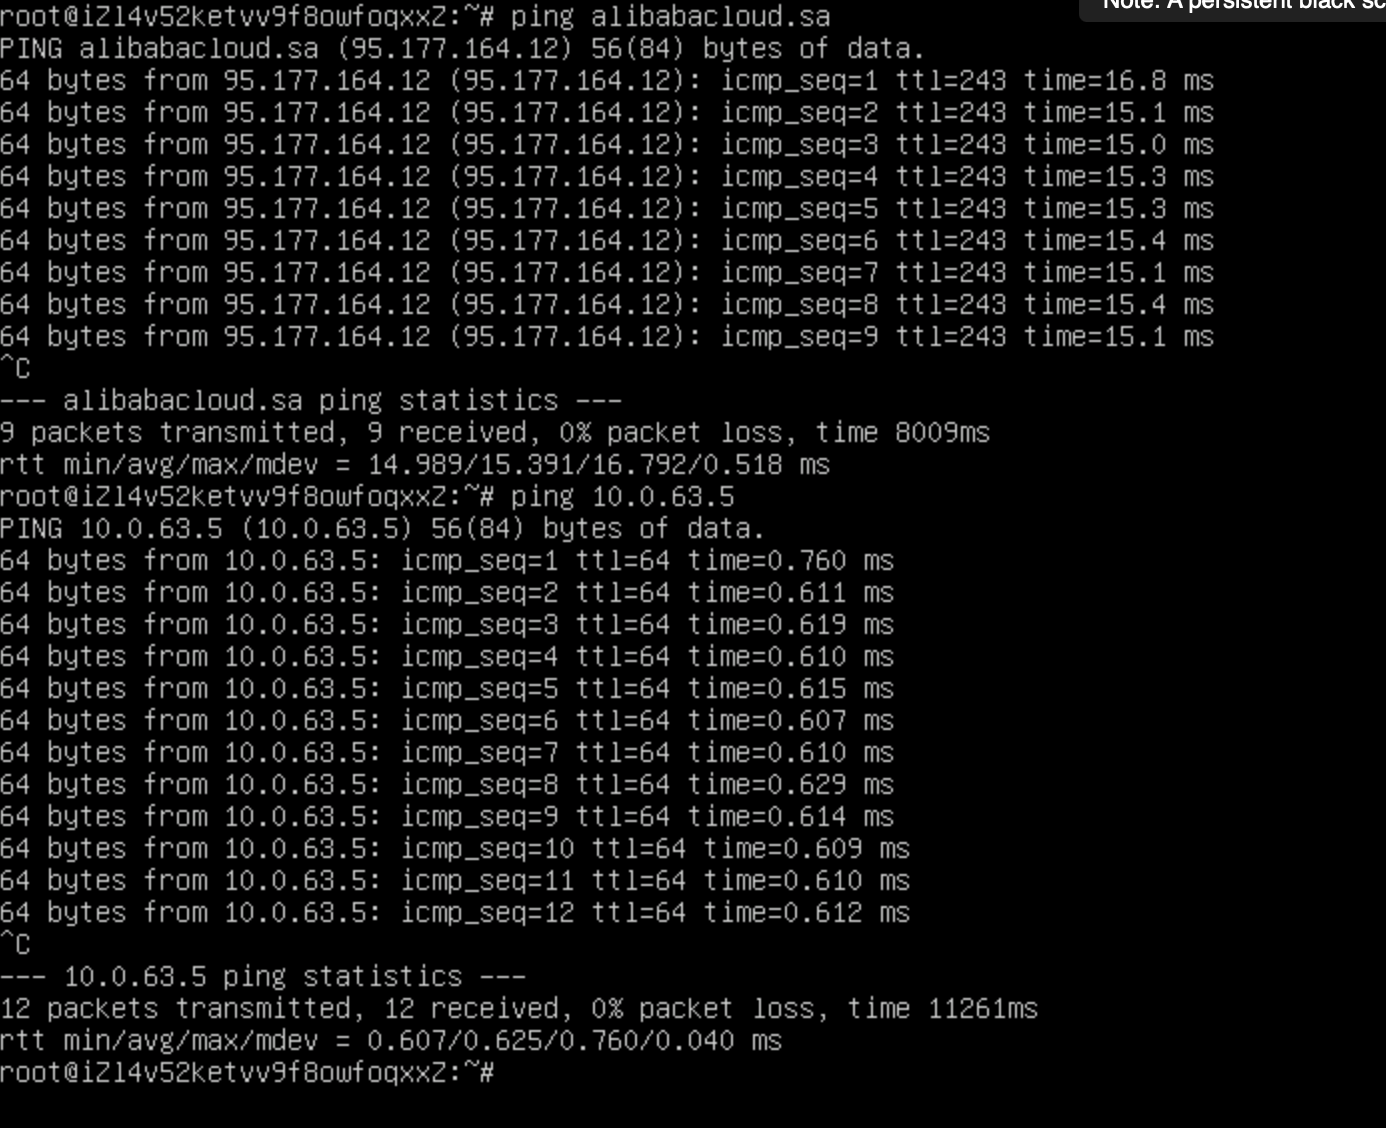 root@iZl4v52ketvv9f8owfoqxxZ:~# ping alibabacloud.sa
Note: A persistent black sc
PING alibabacloud.sa (95.177.164.12) 56(84) bytes of data.
64 bytes from 95.177.164.12 (95.177.164.12): icmp_seq=1 ttl=243 time=16.8 ms
64 bytes from 95.177.164.12 (95.177.164.12): icmp_seq=2 ttl=243 time=15.1 ms
64 bytes from 95.177.164.12 (95.177.164.12): icmp_seq=3 ttl=243 time=15.0 ms
64 bytes from 95.177.164.12 (95.177.164.12): icmp_seq=4 ttl=243 time=15.3 ms
64 bytes from 95.177.164.12 (95.177.164.12): icmp_seq=5 ttl=243 time=15.3 ms
64 bytes from 95.177.164.12 (95.177.164.12): icmp_seq=6 ttl=243 time=15.4 ms
64 bytes from 95.177.164.12 (95.177.164.12): icmp_seq=7 ttl=243 time=15.1 ms
64 bytes from 95.177.164.12 (95.177.164.12): icmp_seq=8 ttl=243 time=15.4 ms
64 bytes from 95.177.164.12 (95.177.164.12): icmp_seq=9 ttl=243 time=15.1 ms
^C
--- alibabacloud.sa ping statistics ---
9 packets transmitted, 9 received, 0% packet loss, time 8009ms
rtt min/avg/max/mdev = 14.989/15.391/16.792/0.518 ms
root@iZl4v52ketvv9f8owfoqxxZ:~# ping 10.0.63.5
PING 10.0.63.5 (10.0.63.5) 56(84) bytes of data.
64 bytes from 10.0.63.5: icmp_seq=1 ttl=64 time=0.760 ms
64 bytes from 10.0.63.5: icmp_seq=2 ttl=64 time=0.611 ms
64 bytes from 10.0.63.5: icmp_seq=3 ttl=64 time=0.619 ms
64 bytes from 10.0.63.5: icmp_seq=4 ttl=64 time=0.610 ms
64 bytes from 10.0.63.5: icmp_seq=5 ttl=64 time=0.615 ms
64 bytes from 10.0.63.5: icmp_seq=6 ttl=64 time=0.607 ms
64 bytes from 10.0.63.5: icmp_seq=7 ttl=64 time=0.610 ms
64 bytes from 10.0.63.5: icmp_seq=8 ttl=64 time=0.629 ms
64 bytes from 10.0.63.5: icmp_seq=9 ttl=64 time=0.614 ms
64 bytes from 10.0.63.5: icmp_seq=10 ttl=64 time=0.609 ms
64 bytes from 10.0.63.5: icmp_seq=11 ttl=64 time=0.610 ms
64 bytes from 10.0.63.5: icmp_seq=12 ttl=64 time=0.612 ms
^C
--- 10.0.63.5 ping statistics ---
12 packets transmitted, 12 received, 0% packet loss, time 11261ms
rtt min/avg/max/mdev = 0.607/0.625/0.760/0.040 ms
root@iZl4v52ketvv9f8owfoqxxZ:~#